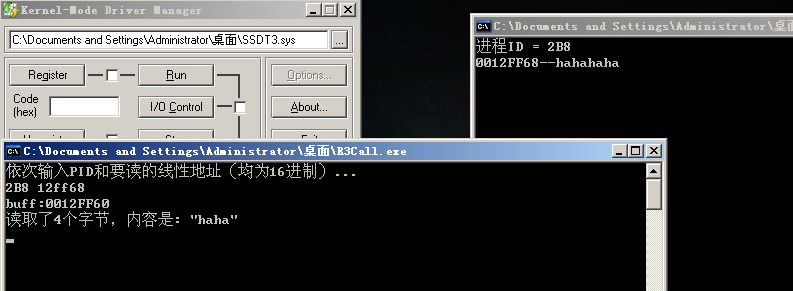 Kernel-Mode Driver Manager
C:\Documents and Settings\Administrator\桌面\SSDT3.sys
...
Register
Run
Options...
Code
(hex)
I/O Control
About...
C:\Documents and Settings\Administrator\桌面
进程ID = 2B8
0012FF68--hahahaha
C:\Documents and Settings\Administrator\桌面\R3Call.exe
依次输入PID和要读的线性地址（均为16进制）...
2B8 12ff68
buff:0012FF60
读取了4个字节，内容是："haha"